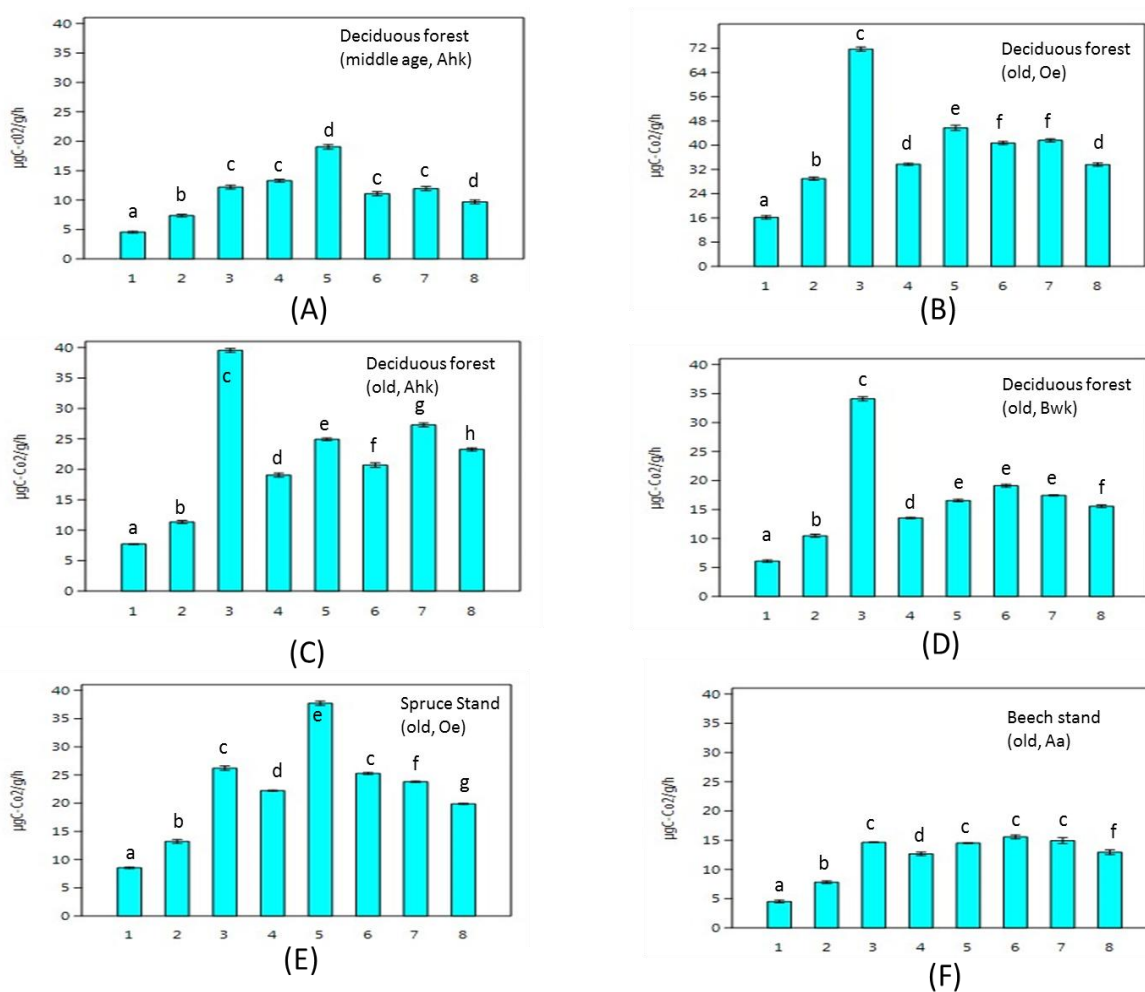 40
35
30
25
20
15
10
5
0
µgC-c02/g/h
Deciduous forest
(middle age, Ahk)
a
b
c
c
d
c
c
d
1 2 3 4 5 6 7 8
(A)
72
64
56
48
40
32
24
16
8
0
µgC-Co2/g/h
Deciduous forest
(old, Oe)
a
b
c
d
e
f
f
d
1 2 3 4 5 6 7 8
(B)
40
35
30
25
20
15
10
5
0
µgC-Co2/g/h
Deciduous forest
(old, Ahk)
a
b
c
d
e
f
g
h
1 2 3 4 5 6 7 8
(C)
40
35
30
25
20
15
10
5
0
µgC-Co2/g/h
Deciduous forest
(old, Bwk)
a
b
c
d
e
e
e
f
1 2 3 4 5 6 7 8
(D)
40
35
30
25
20
15
10
5
0
µgC-Co2/g/h
Spruce Stand
(old, Oe)
a
b
c
d
e
c
f
g
1 2 3 4 5 6 7 8
(E)
40
35
30
25
20
15
10
5
0
µgC-Co2/g/h
Beech stand
(old, Aa)
a
b
c
d
c
c
c
f
1 2 3 4 5 6 7 8
(F)